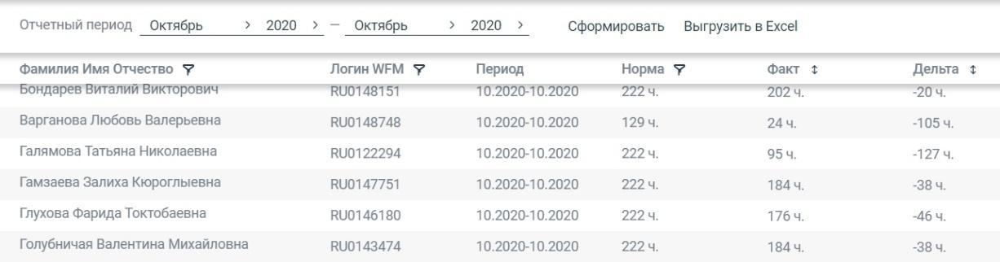 Отчетный период Октябрь 2020 — Октябрь 2020 Сформировать Выгрузить в Excel
Фамилия Имя Отчество Логин WFM Период Норма Факт Дельта
Бондарев Виталий Викторович RU0148151 10.2020-10.2020 222 ч. 202 ч. -20 ч.
Варганова Любовь Валерьевна RU0148748 10.2020-10.2020 129 ч. 24 ч. -105 ч.
Галямова Татьяна Николаевна RU0122294 10.2020-10.2020 222 ч. 95 ч. -127 ч.
Гамзаева Залиха Кюроглыевна RU0147751 10.2020-10.2020 222 ч. 184 ч. -38 ч.
Глухова Фарида Токтобаевна RU0146180 10.2020-10.2020 222 ч. 176 ч. -46 ч.
Голубничая Валентина Михайловна RU0143474 10.2020-10.2020 222 ч. 184 ч. -38 ч.